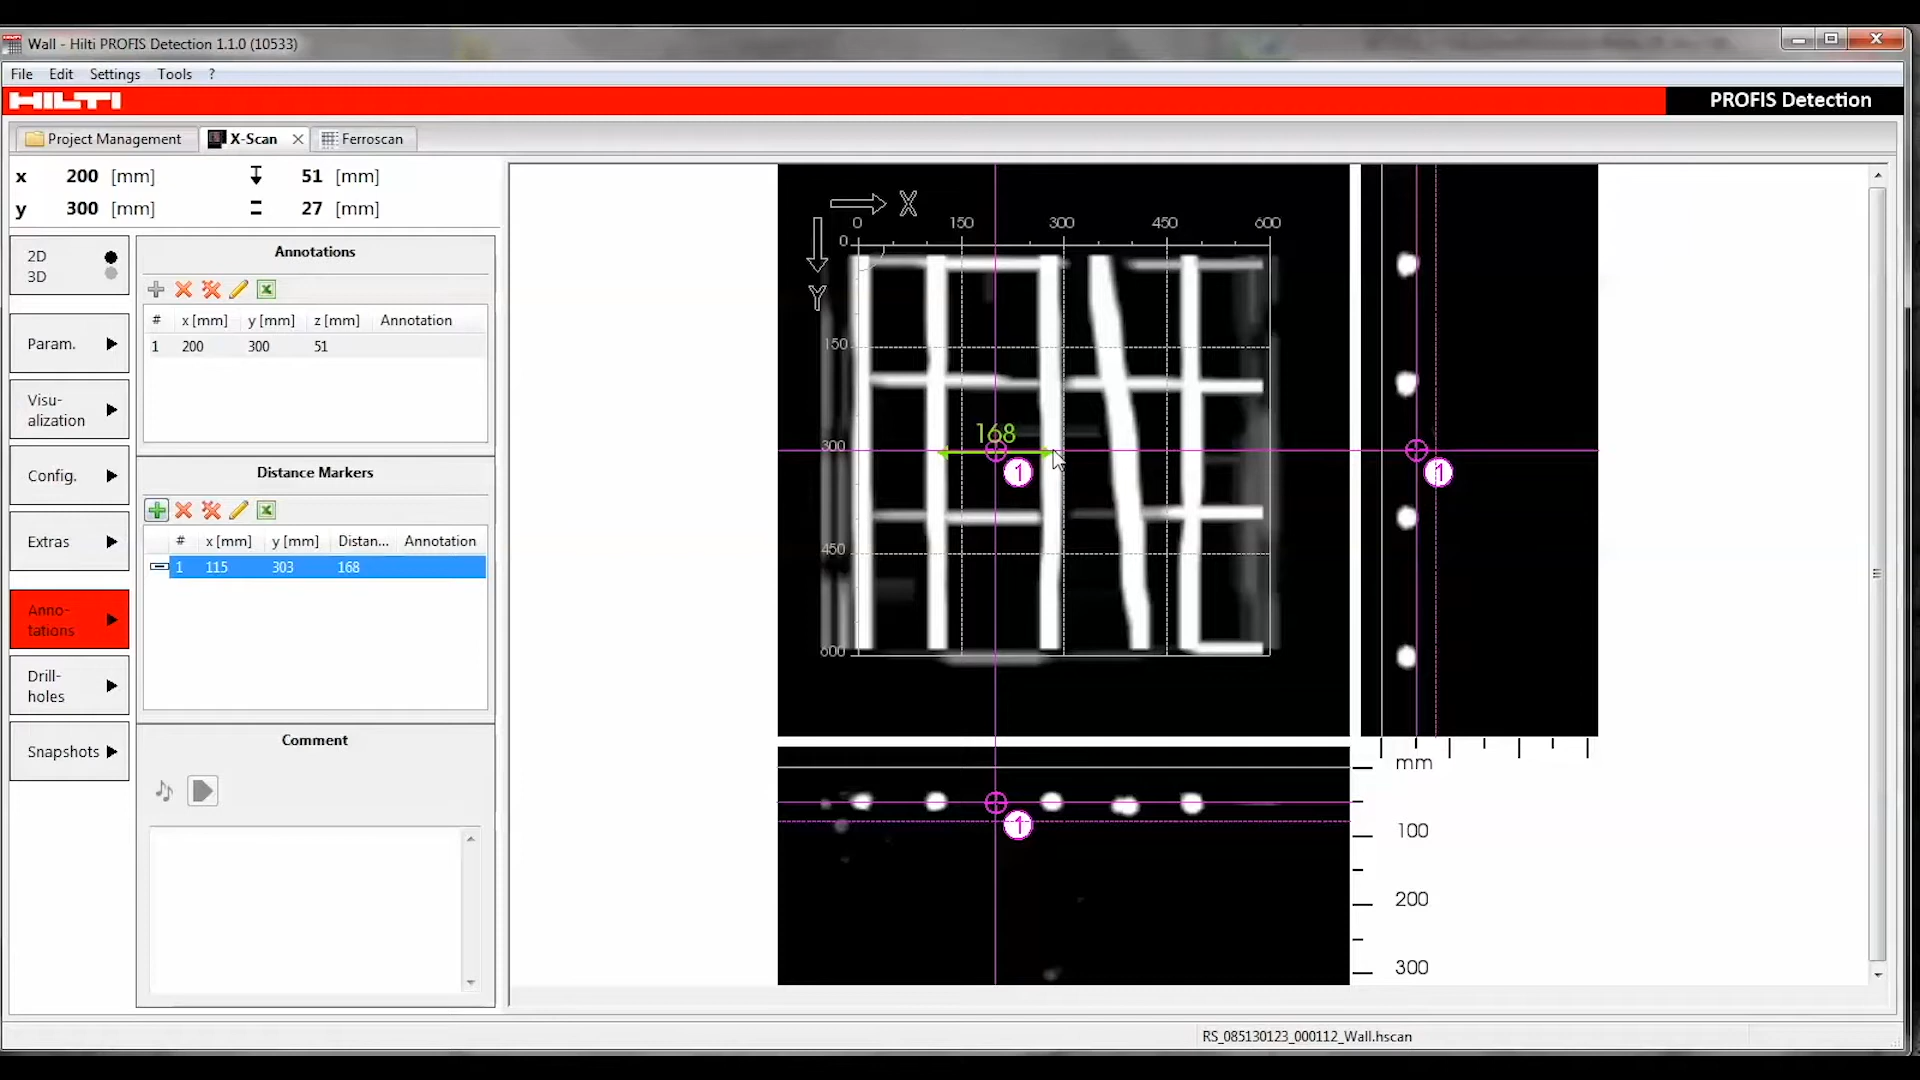 Wall - Hilti PROFIS Detection 1.1.0 (10533)
File Edit Settings Tools ?
HILTI
PROFIS Detection
Project Management X-Scan Ferroscan
x 200 [mm] 51 [mm]
y 300 [mm] 27 [mm]
2D
3D
Param.
Visu-
alization
Config.
Extras
Anno-
tations
Drill-
holes
Snapshots
Annotations
# x [mm] y [mm] z [mm] Annotation
1 200 300 51
Distance Markers
# x [mm] y [mm] Distan... Annotation
1 115 303 168
Comment
X
0 150 300 450 600
0
Y
150
300
450
600
168
1
1
1
mm
100
200
300
RS_085130123_000112_Wall.hscan